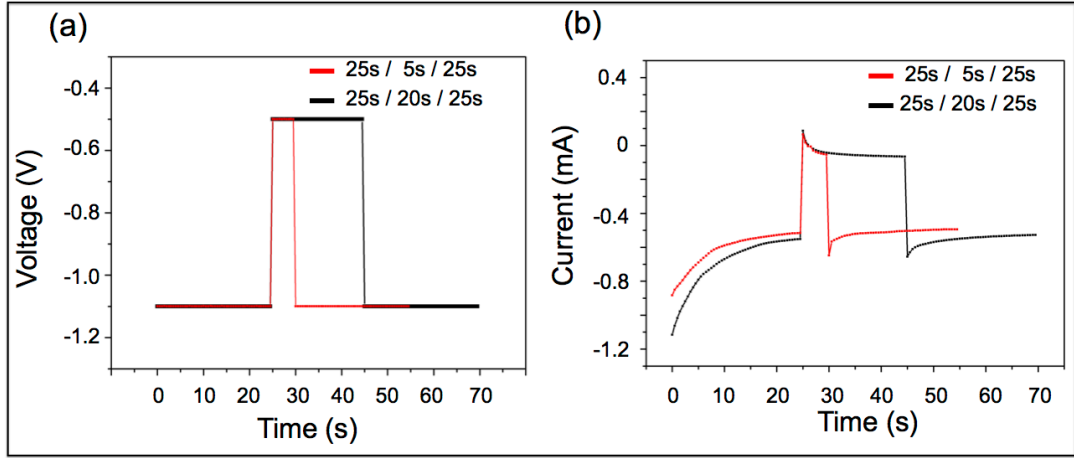 (a)
25s / 5s / 25s
25s / 20s / 25s
-0.4
-0.6
-0.8
-1.0
-1.2
Voltage (V)
0 10 20 30 40 50 60 70
Time (s)
(b)
25s / 5s / 25s
25s / 20s / 25s
0.4
0
-0.4
-0.8
-1.2
Current (mA)
0 10 20 30 40 50 60 70
Time (s)